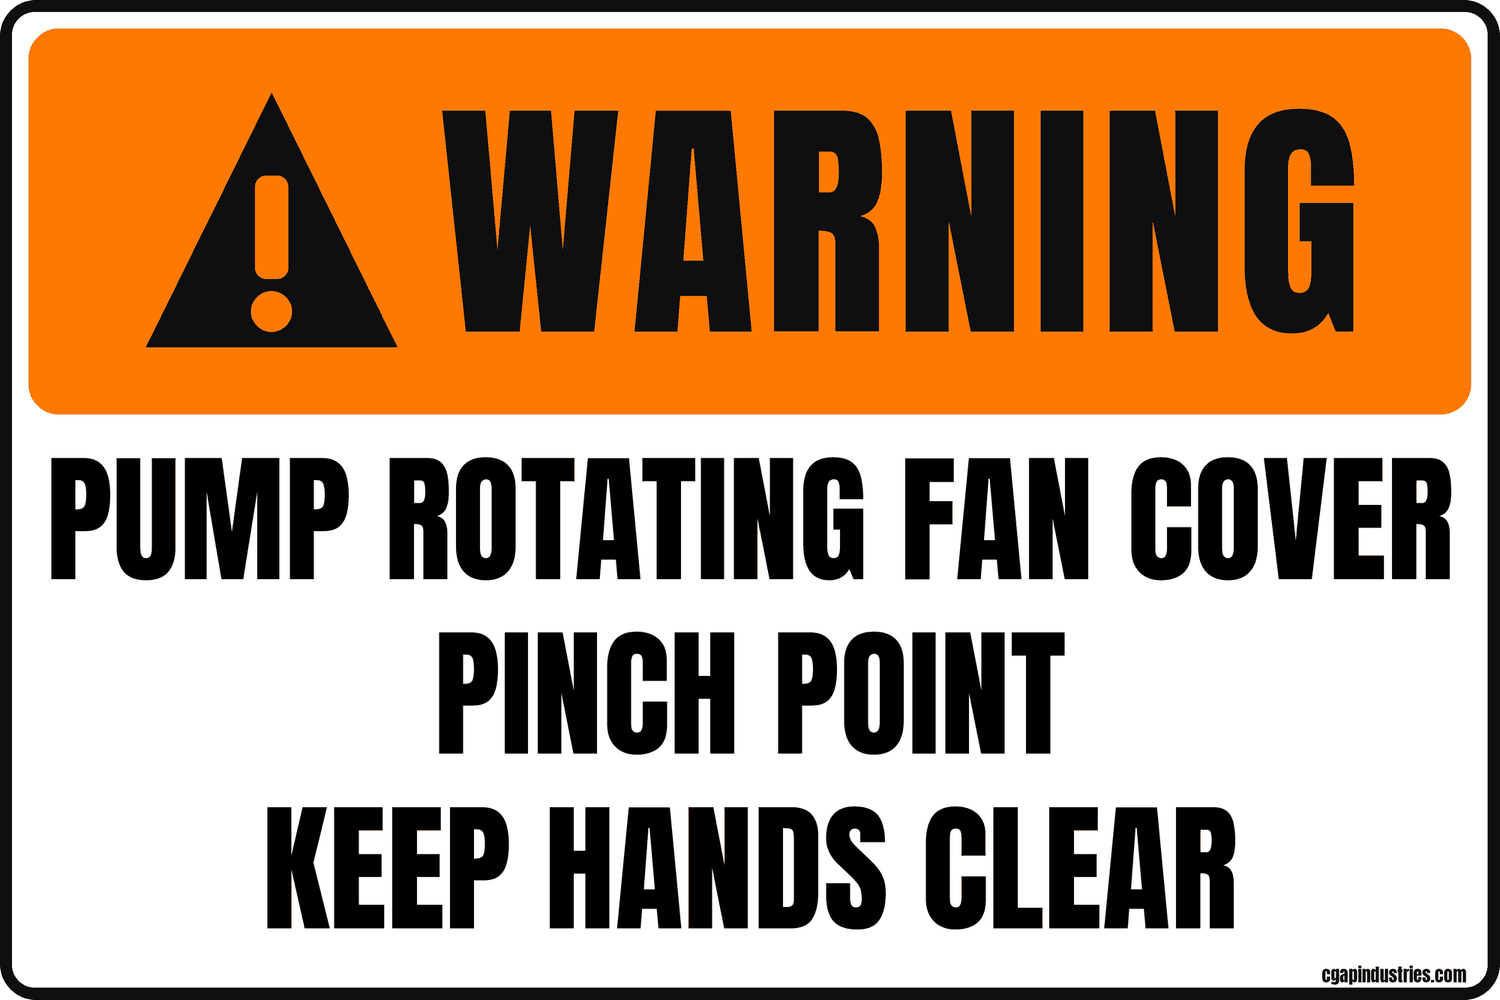 WARNING
PUMP ROTATING FAN COVER
PINCH POINT
KEEP HANDS CLEAR
cgapindustries.com